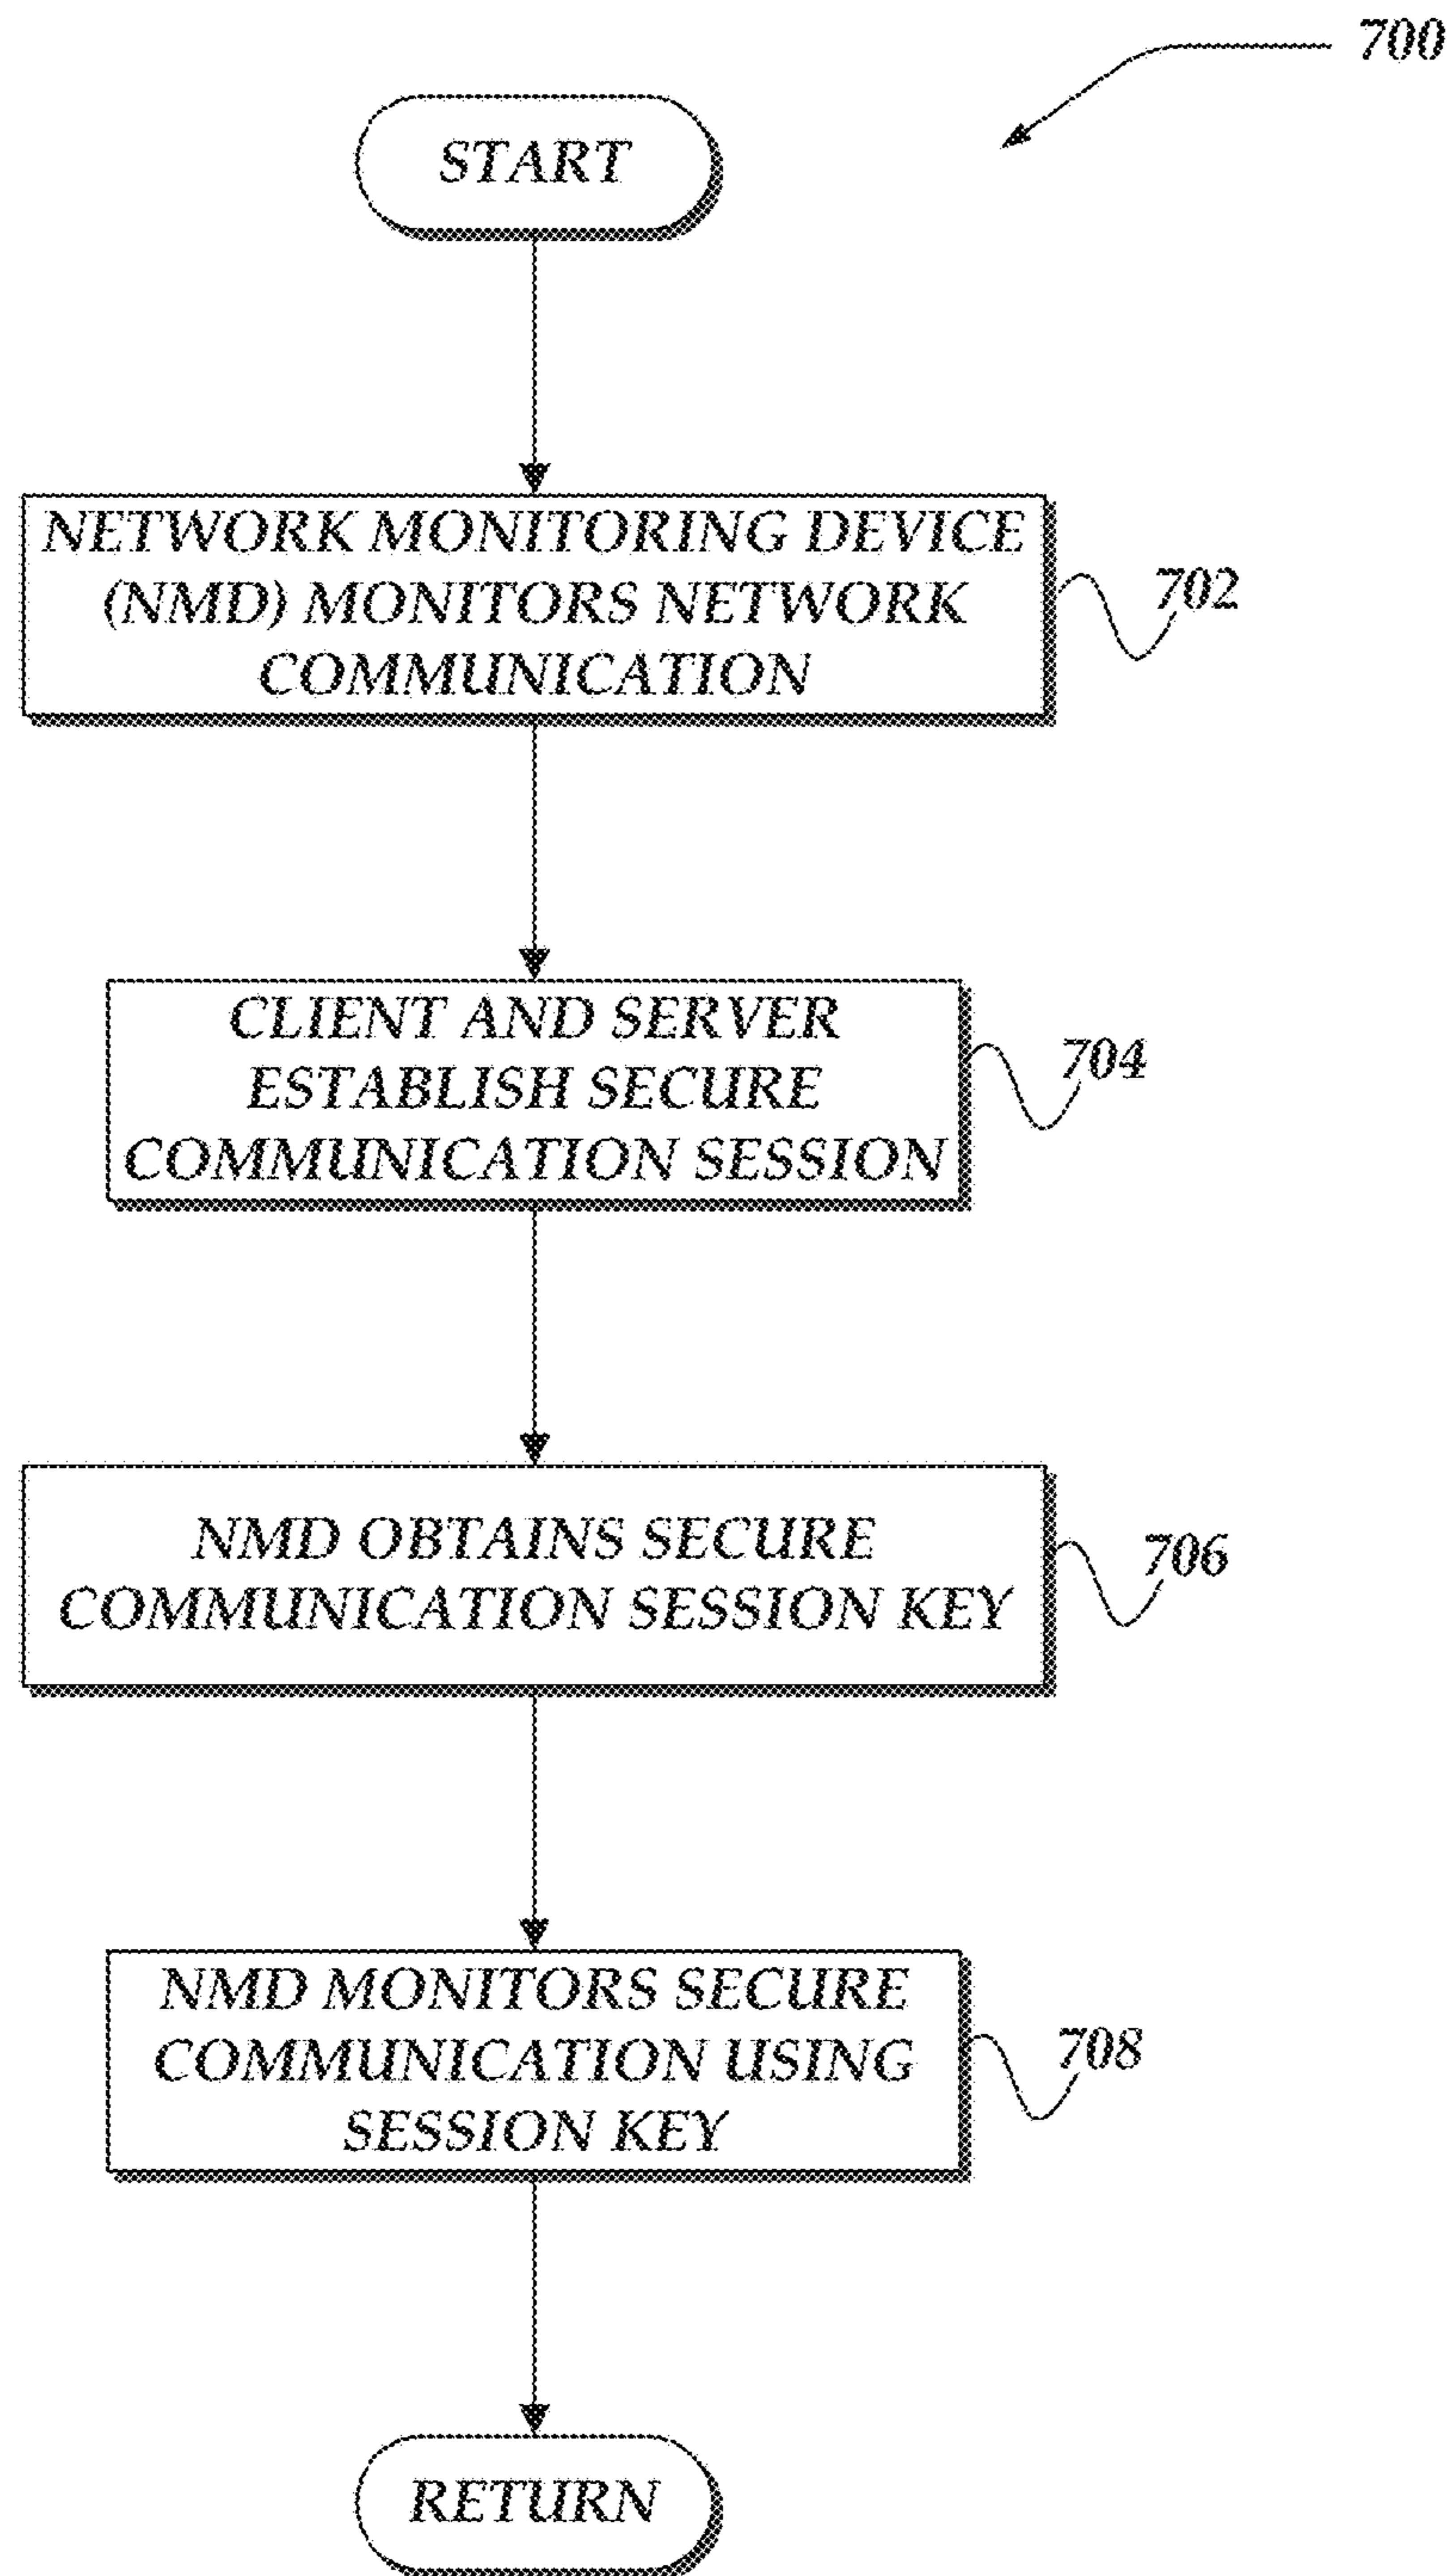 700
START
NETWORK MONITORING DEVICE
(NMD) MONITORS NETWORK
COMMUNICATION
702
CLIENT AND SERVER
ESTABLISH SECURE
COMMUNICATION SESSION
704
NMD OBTAINS SECURE
COMMUNICATION SESSION KEY
706
NMD MONITORS SECURE
COMMUNICATION USING
SESSION KEY
708
RETURN